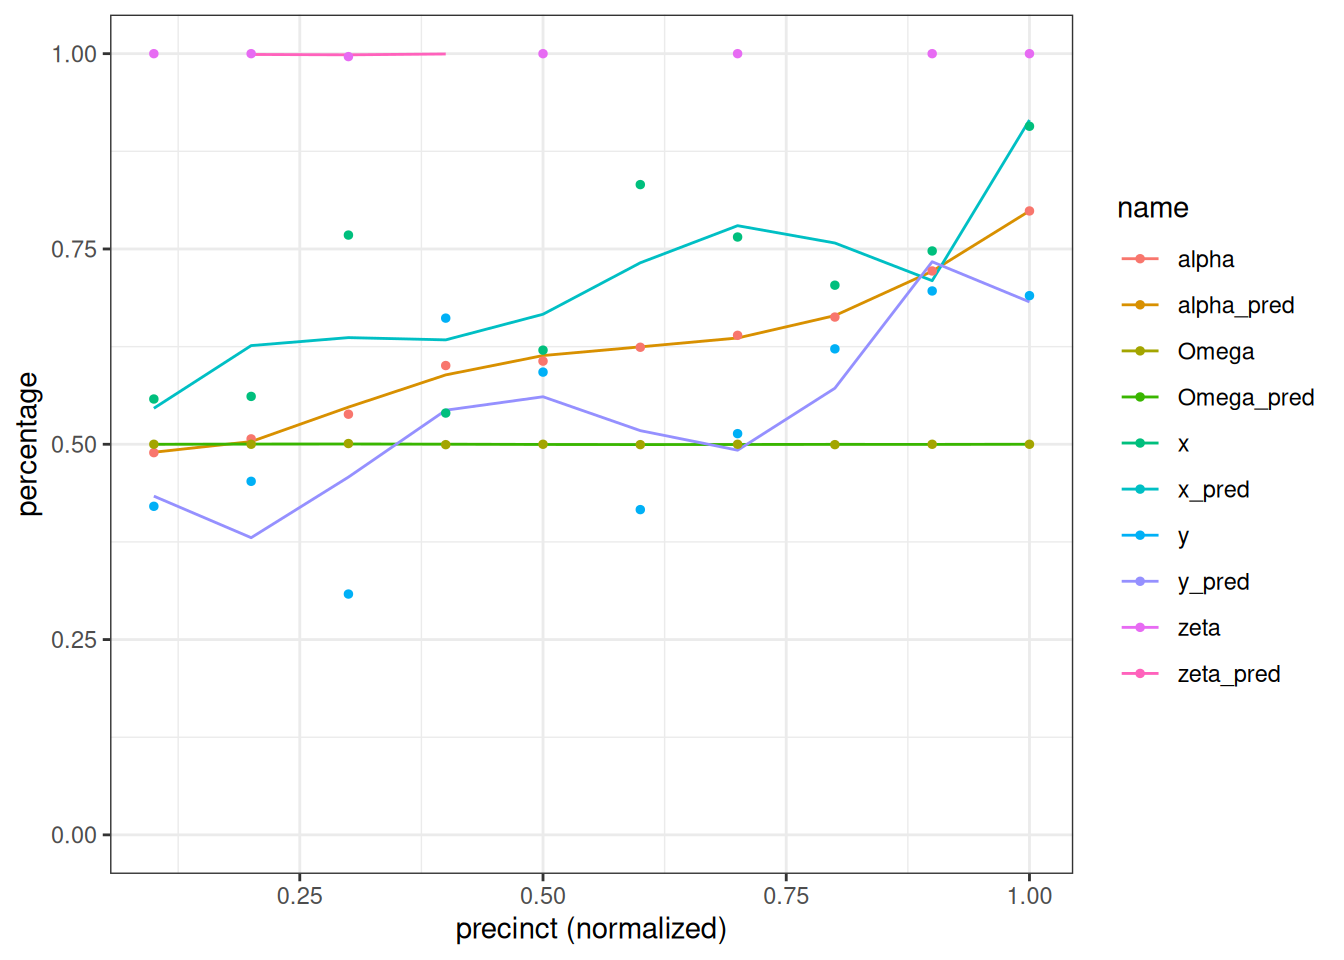 1.00
0.75
0.50
0.25
0.00
percentage
0.25 0.50 0.75 1.00
precinct (normalized)
name
alpha
alpha_pred
Omega
Omega_pred
x
x_pred
y
y_pred
zeta
zeta_pred